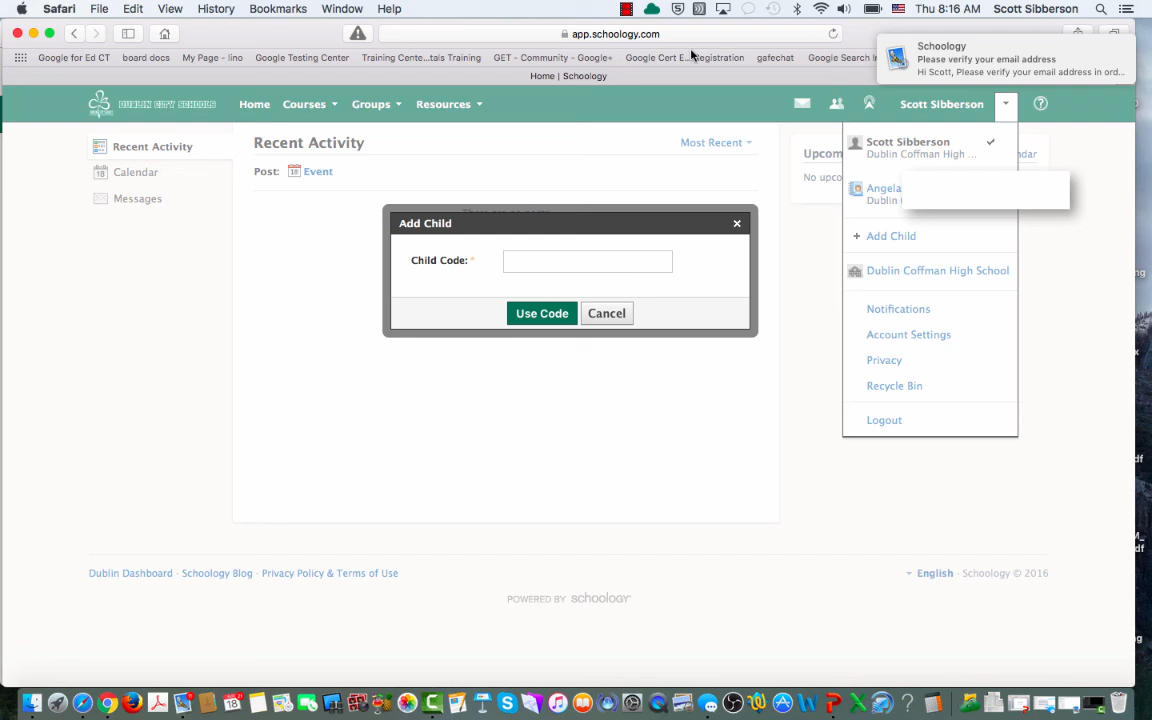 Safari File Edit View History Bookmarks Window Help
Thu 8:16 AM Scott Sibberson
app.schoology.com
Google for Ed CT board docs My Page - lino Google Testing Center Training Cente...tals Training GET - Community - Google+ Google Cert E... Registration gafechat Google Search
Schoology
Please verify your email address
Hi Scott, Please verify your email address in ord...
Home | Schoology
DUBLIN CITY SCHOOLS Home Courses Groups Resources Scott Sibberson
Recent Activity
Calendar
18
Messages
Recent Activity
Most Recent
Post: Event
Add Child
Child Code: *
Use Code Cancel
Scott Sibberson
Dublin Coffman High ...
Angela
Dublin
+ Add Child
Dublin Coffman High School
Notifications
Account Settings
Privacy
Recycle Bin
Logout
Dublin Dashboard · Schoology Blog · Privacy Policy & Terms of Use
English · Schoology © 2016
POWERED BY schoology